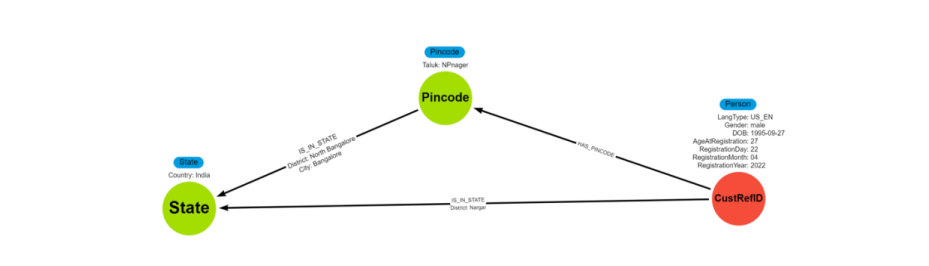 Pincode
Taluk: NPnager
Pincode
Person
LangType: US_EN
Gender: male
DOB: 1995-09-27
AgeAtRegistration: 27
RegistrationDay: 22
RegistrationMonth: 04
RegistrationYear: 2022
CustRefID
HAS_PINCODE
IS_IN_STATE
District: North Bangalore
City: Bangalore
State
Country: India
State
IS_IN_STATE
District: Nargar